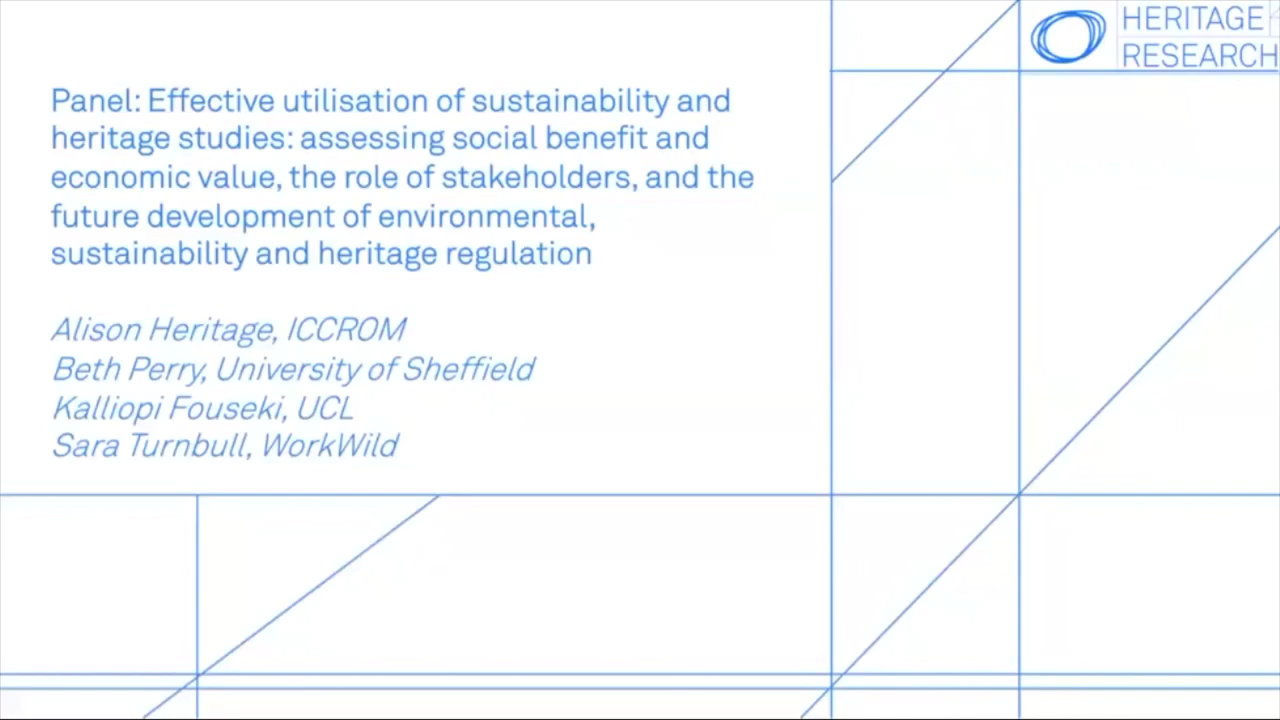 HERITAGE
RESEARCH
Panel: Effective utilisation of sustainability and
heritage studies: assessing social benefit and
economic value, the role of stakeholders, and the
future development of environmental,
sustainability and heritage regulation
Alison Heritage, ICCROM
Beth Perry, University of Sheffield
Kalliopi Fouseki, UCL
Sara Turnbull, WorkWild